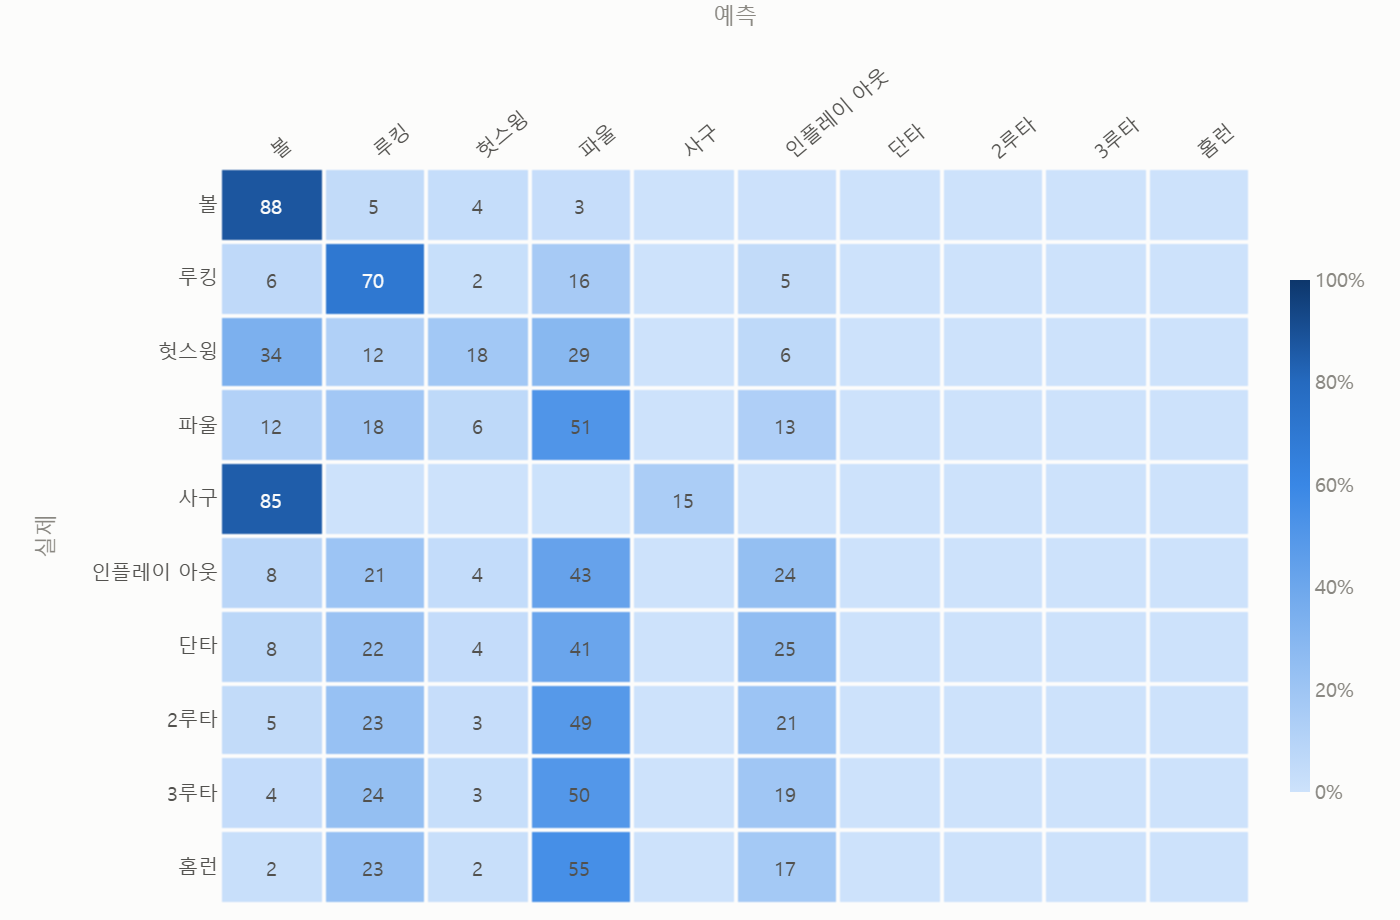 예측
볼 루킹 헛스윙 파울 사구 인플레이 아웃 단타 2루타 3루타 홈런
볼 88 5 4 3
루킹 6 70 2 16 5
헛스윙 34 12 18 29 6
파울 12 18 6 51 13
사구 85 15
인플레이 아웃 8 21 4 43 24
단타 8 22 4 41 25
2루타 5 23 3 49 21
3루타 4 24 3 50 19
홈런 2 23 2 55 17
실제
100%
80%
60%
40%
20%
0%